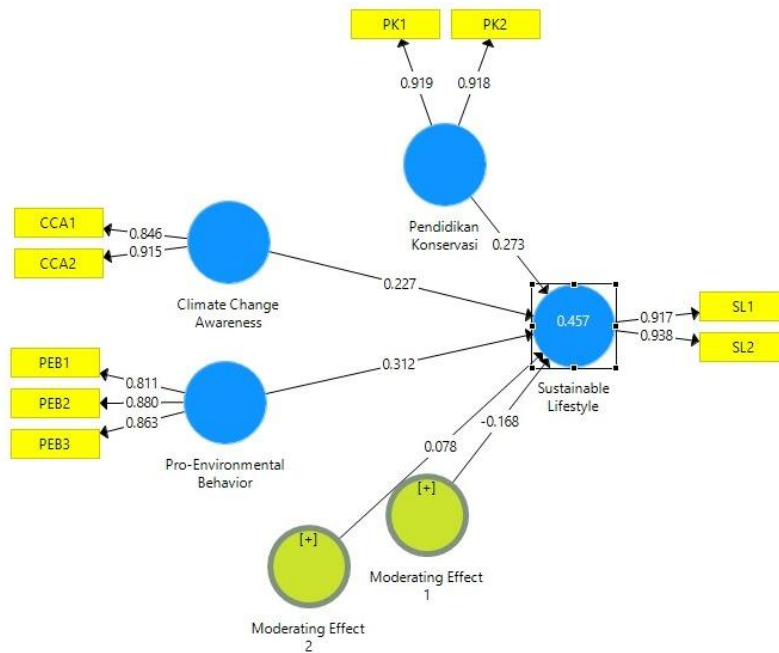 PK1
PK2
0.919
0.918
Pendidikan
Konservasi
0.273
CCA1
CCA2
0.846
0.915
Climate Change
Awareness
0.227
PEB1
PEB2
PEB3
0.811
0.880
0.863
Pro-Environmental
Behavior
0.312
0.457
Sustainable
Lifestyle
0.917
0.938
SL1
SL2
-0.168
0.078
[+]
Moderating Effect
1
[+]
Moderating Effect
2